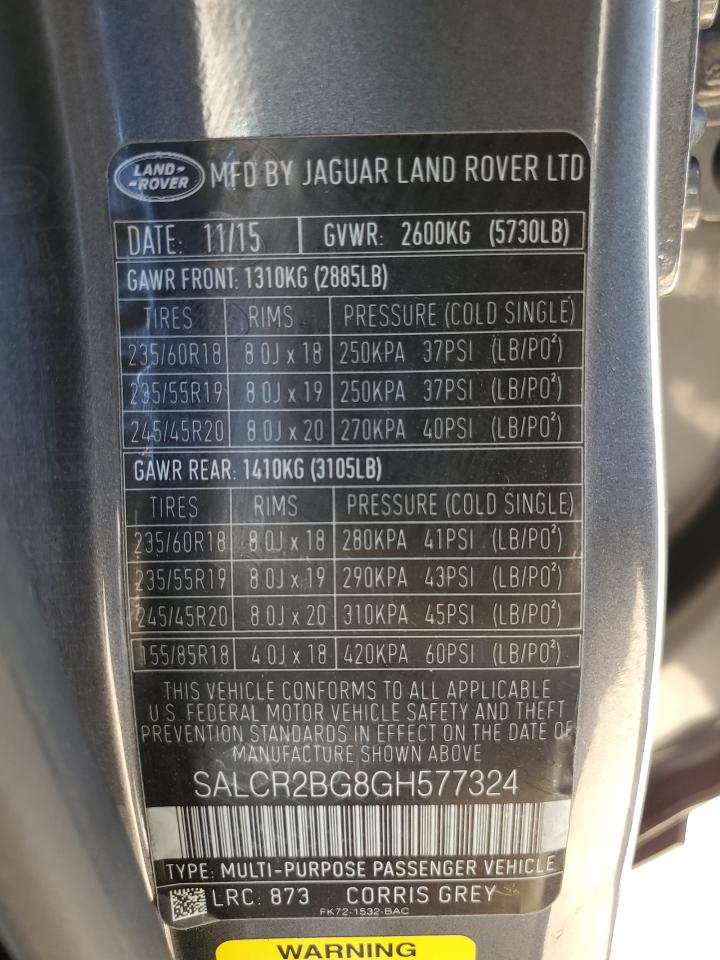 LAND-
-ROVER
MFD BY JAGUAR LAND ROVER LTD
DATE: 11/15 GVWR: 2600KG (5730LB)
GAWR FRONT: 1310KG (2885LB)
TIRES RIMS PRESSURE (COLD SINGLE)
235/60R18 8.0J x 18 250KPA 37PSI (LB/PO²)
235/55R19 8.0J x 19 250KPA 37PSI (LB/PO²)
245/45R20 8.0J x 20 270KPA 40PSI (LB/PO²)
GAWR REAR: 1410KG (3105LB)
TIRES RIMS PRESSURE (COLD SINGLE)
235/60R18 8.0J x 18 280KPA 41PSI (LB/PO²)
235/55R19 8.0J x 19 290KPA 43PSI (LB/PO²)
245/45R20 8.0J x 20 310KPA 45PSI (LB/PO²)
155/85R18 4.0J x 18 420KPA 60PSI (LB/PO²)
THIS VEHICLE CONFORMS TO ALL APPLICABLE
U.S. FEDERAL MOTOR VEHICLE SAFETY AND THEFT
PREVENTION STANDARDS IN EFFECT ON THE DATE OF
MANUFACTURE SHOWN ABOVE
SALCR2BG8GH577324
TYPE: MULTI-PURPOSE PASSENGER VEHICLE
LRC: 873 CORRIS GREY
FK72-1532-BAC
WARNING